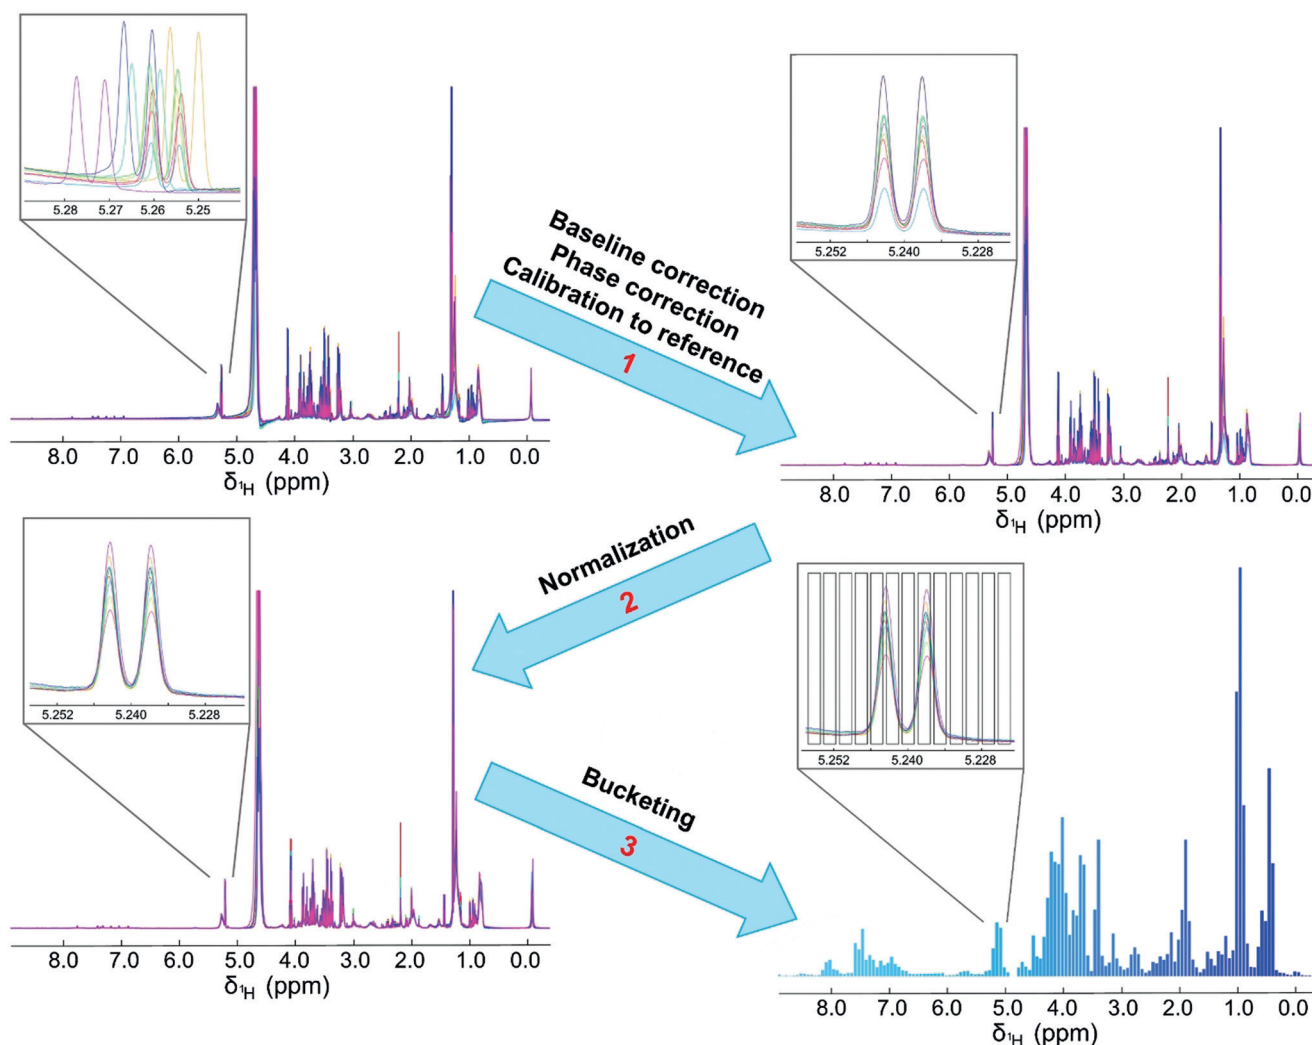 5.28 5.27 5.26 5.25
8.0 7.0 6.0 5.0 4.0 3.0 2.0 1.0 0.0
δ¹H (ppm)
Baseline correction
Phase correction
Calibration to reference
1
5.252 5.240 5.228
8.0 7.0 6.0 5.0 4.0 3.0 2.0 1.0 0.0
δ¹H (ppm)
Normalization
2
5.252 5.240 5.228
8.0 7.0 6.0 5.0 4.0 3.0 2.0 1.0 0.0
δ¹H (ppm)
Bucketing
3
5.252 5.240 5.228
8.0 7.0 6.0 5.0 4.0 3.0 2.0 1.0 0.0
δ¹H (ppm)